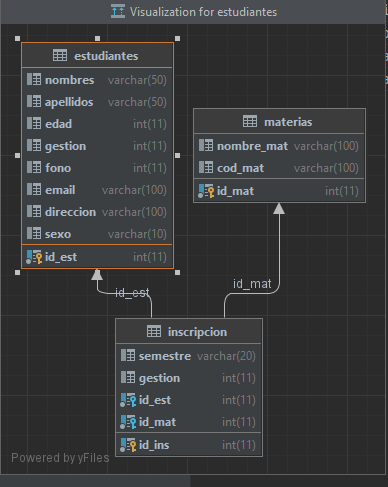 Visualization for estudiantes
estudiantes
nombres varchar(50)
apellidos varchar(50)
edad int(11)
gestion int(11)
fono int(11)
email varchar(100)
direccion varchar(100)
sexo varchar(10)
id_est int(11)
materias
nombre_mat varchar(100)
cod_mat varchar(100)
id_mat int(11)
id_est
id_mat
inscripcion
semestre varchar(20)
gestion int(11)
id_est int(11)
id_mat int(11)
id_ins int(11)
Powered by yFiles